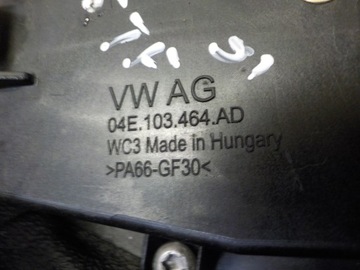 VW AG
04E.103.464.AD
WC3 Made in Hungary
>PA66-GF30<